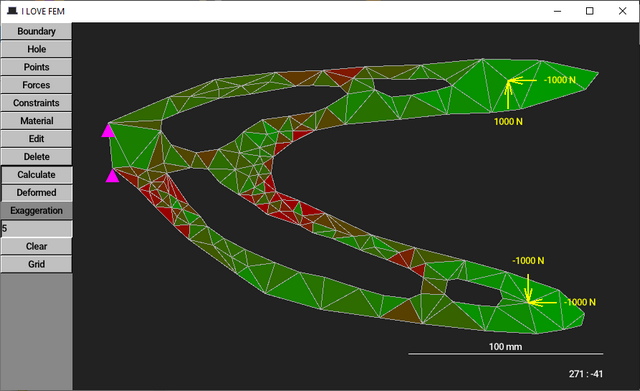 I LOVE FEM
Boundary
Hole
Points
Forces
Constraints
Material
Edit
Delete
Calculate
Deformed
Exaggeration
5
Clear
Grid
-1000 N
1000 N
-1000 N
-1000 N
100 mm
271 : -41